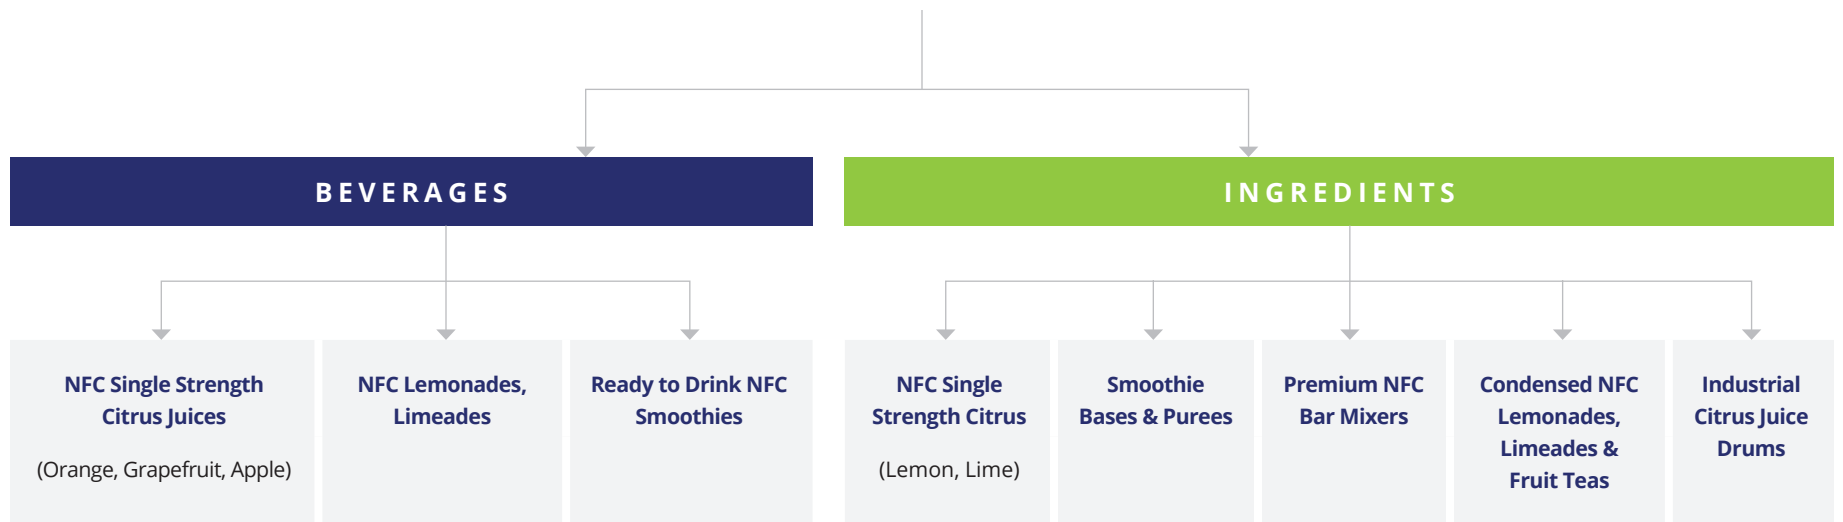 BEVERAGES
INGREDIENTS
NFC Single Strength
Citrus Juices
(Orange, Grapefruit, Apple)
NFC Lemonades,
Limeades
Ready to Drink NFC
Smoothies
NFC Single
Strength Citrus
(Lemon, Lime)
Smoothie
Bases & Purees
Premium NFC
Bar Mixers
Condensed NFC
Lemonades,
Limeades &
Fruit Teas
Industrial
Citrus Juice
Drums